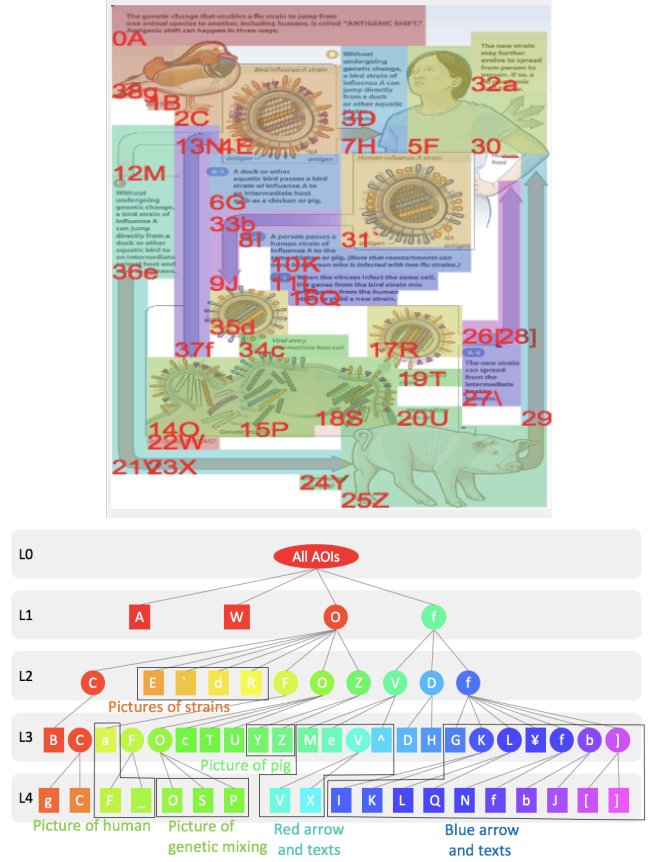 The genetic change that enables a flu strain to jump from
one animal species to another, including humans, is called "ANTIGENIC SHIFT."
Antigenic shift can happen in three ways:
0A
Without
undergoing
genetic change,
a bird strain of
influenza A can
jump directly
from a duck
or other aquatic
The new strain
may further
evolve to spread
from person to
person. If so, a
32a
Bird influenza A strain
38g
1B
2C
3D
13N
4E
7H
5F
30_
antigen
NA
antigen
Human influenza A strain
host
12M
A-1
A duck or other
aquatic bird passes a bird
strain of influenza A to
an intermediate host
such as a chicken or pig.
Without
undergoing
genetic change,
a bird strain of
influenza A
can jump
directly from a
duck or other
aquatic bird to
an intermediate
6G
33b
8I
31`
antigen
NA
antigen
A person passes a
human strain of
influenza A to the
same chicken or pig. (Note that reassortments can
occur in a person who is infected with two flu strains.)
10K
When the viruses infect the same cell,
the genes from the bird strain mix
with genes from the human
strain to yield a new strain.
16Q
36e
9J
35d
37f
34c
Viral entry
intermediate host cell
17R
26[
28]
A-4
The new strain
can spread
from the
intermediate
host to
humans.
27\
19T
14O
15P
18S
20U
29
22W
23X
24Y
25Z
L0
All AOIs
L1
A W O f
L2
C E ` d R F O Z V D f
Pictures of strains
L3
B C a F O c T U Y Z M e V ^ D H G K L ¥ f b ]
Picture of pig
L4
g C F _ O S P V X I K L Q N f b J [ ]
Picture of human
Picture of
genetic mixing
Red arrow
and texts
Blue arrow
and texts